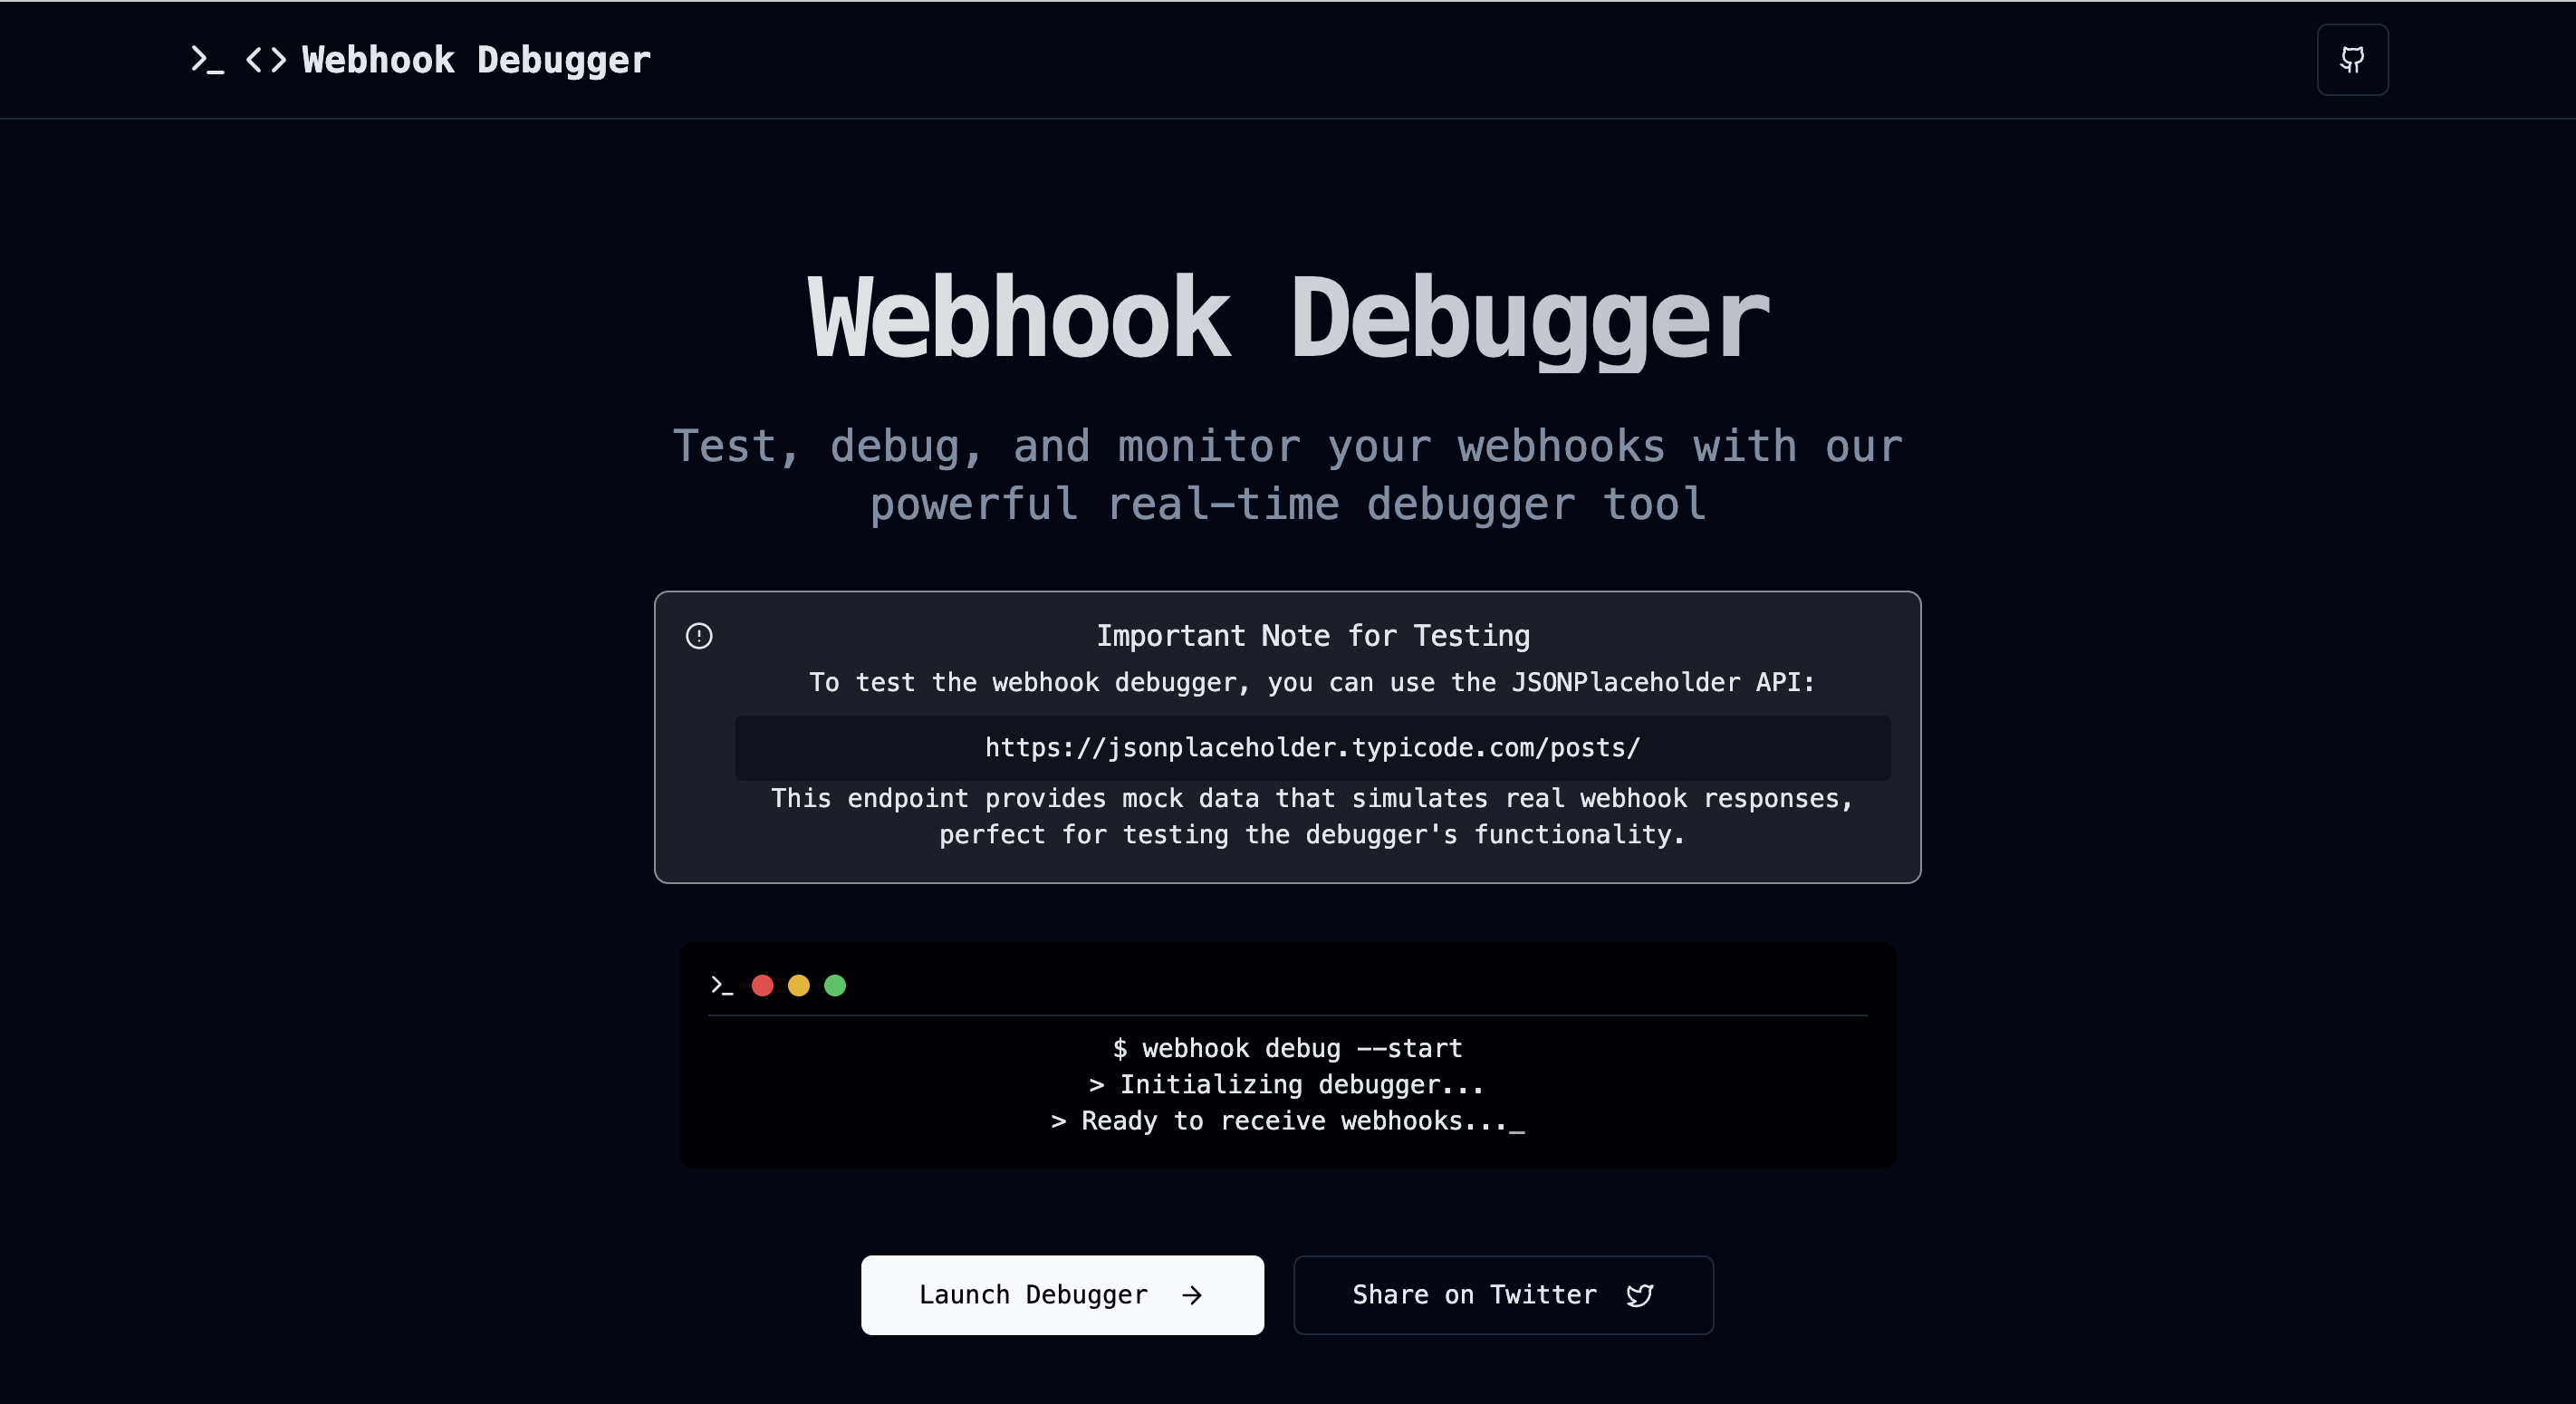 Webhook Debugger
Webhook Debugger
Test, debug, and monitor your webhooks with our
powerful real-time debugger tool
Important Note for Testing
To test the webhook debugger, you can use the JSONPlaceholder API:
https://jsonplaceholder.typicode.com/posts/
This endpoint provides mock data that simulates real webhook responses,
perfect for testing the debugger's functionality.
$ webhook debug --start
> Initializing debugger...
> Ready to receive webhooks..._
Launch Debugger
Share on Twitter